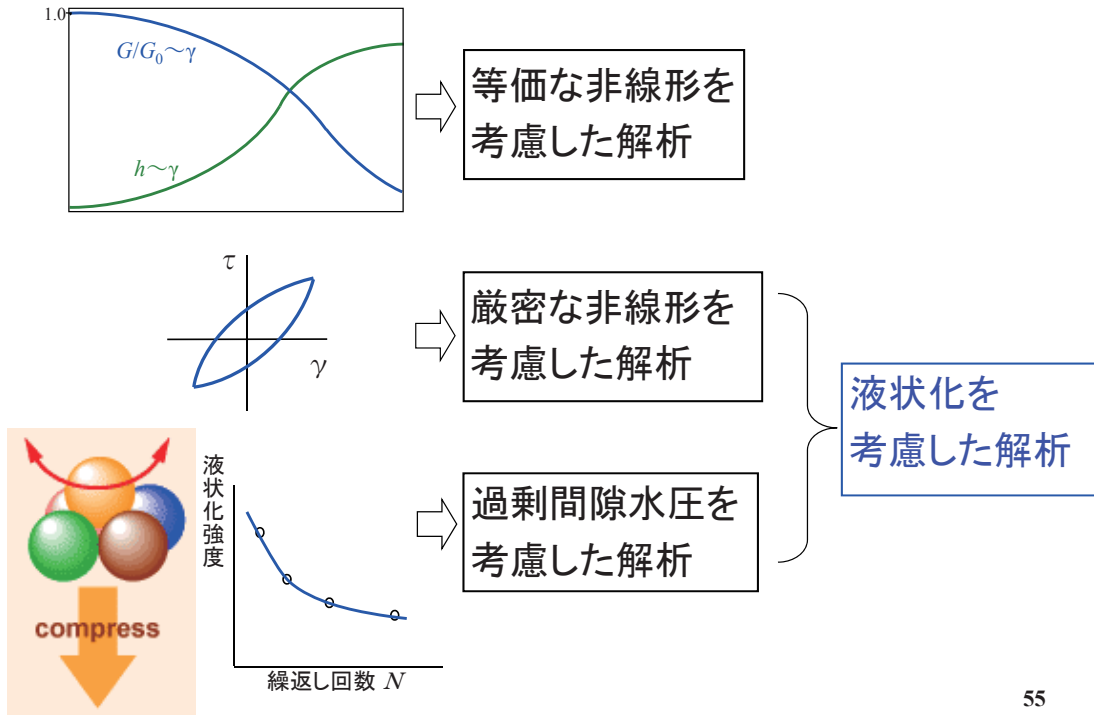 1.0
G/G₀～γ
h～γ
等価な非線形を
考慮した解析
τ
γ
厳密な非線形を
考慮した解析
液状化を
考慮した解析
compress
液状化強度
繰返し回数 N
過剰間隙水圧を
考慮した解析
55